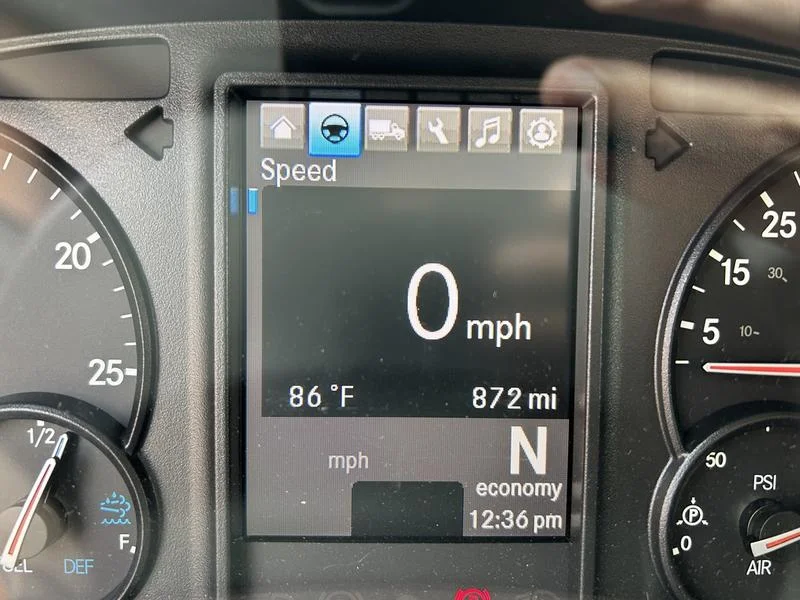 Speed
0 mph
86 °F 872 mi
mph N
economy
12:36 pm
20
25
1/2
F
DEF
25
15
30
5
10
50
PSI
P
0
AIR